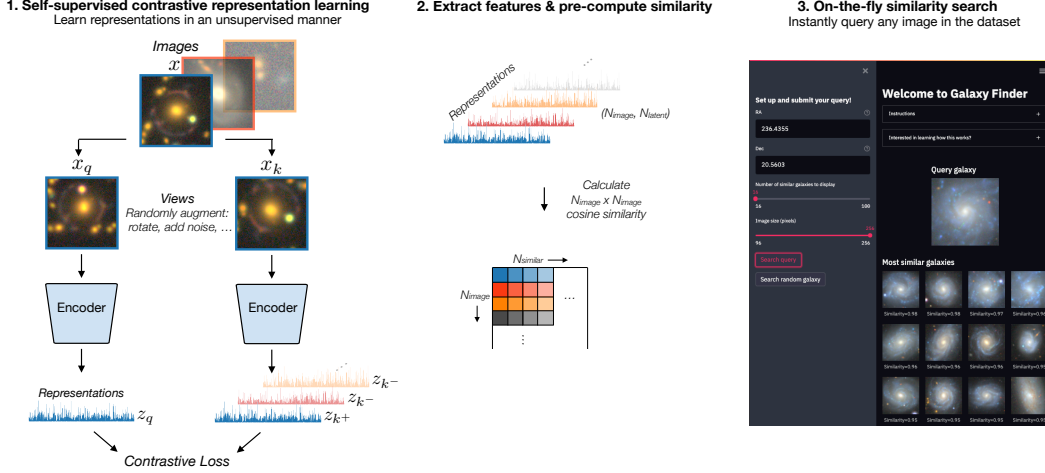 1. Self-supervised contrastive representation learning
Learn representations in an unsupervised manner
Images
x
x_q
x_k
Views
Randomly augment:
rotate, add noise, …
Encoder
Encoder
Representations
z_q
z_k-
z_k-
z_k+
Contrastive Loss
2. Extract features & pre-compute similarity
Representations
(N_image, N_latent)
Calculate
N_image x N_image
cosine similarity
N_similar
N_image
3. On-the-fly similarity search
Instantly query any image in the dataset
Set up and submit your query!
RA
236.4355
Dec
20.5603
Number of similar galaxies to display
16
16 100
Image size (pixels)
256
96 256
Search query
Search random galaxy
Welcome to Galaxy Finder
Instructions
Interested in learning how this works?
Query galaxy
Most similar galaxies
Similarity=0.98 Similarity=0.98 Similarity=0.97
Similarity=0.96 Similarity=0.96 Similarity=0.96
Similarity=0.95 Similarity=0.95 Similarity=0.95